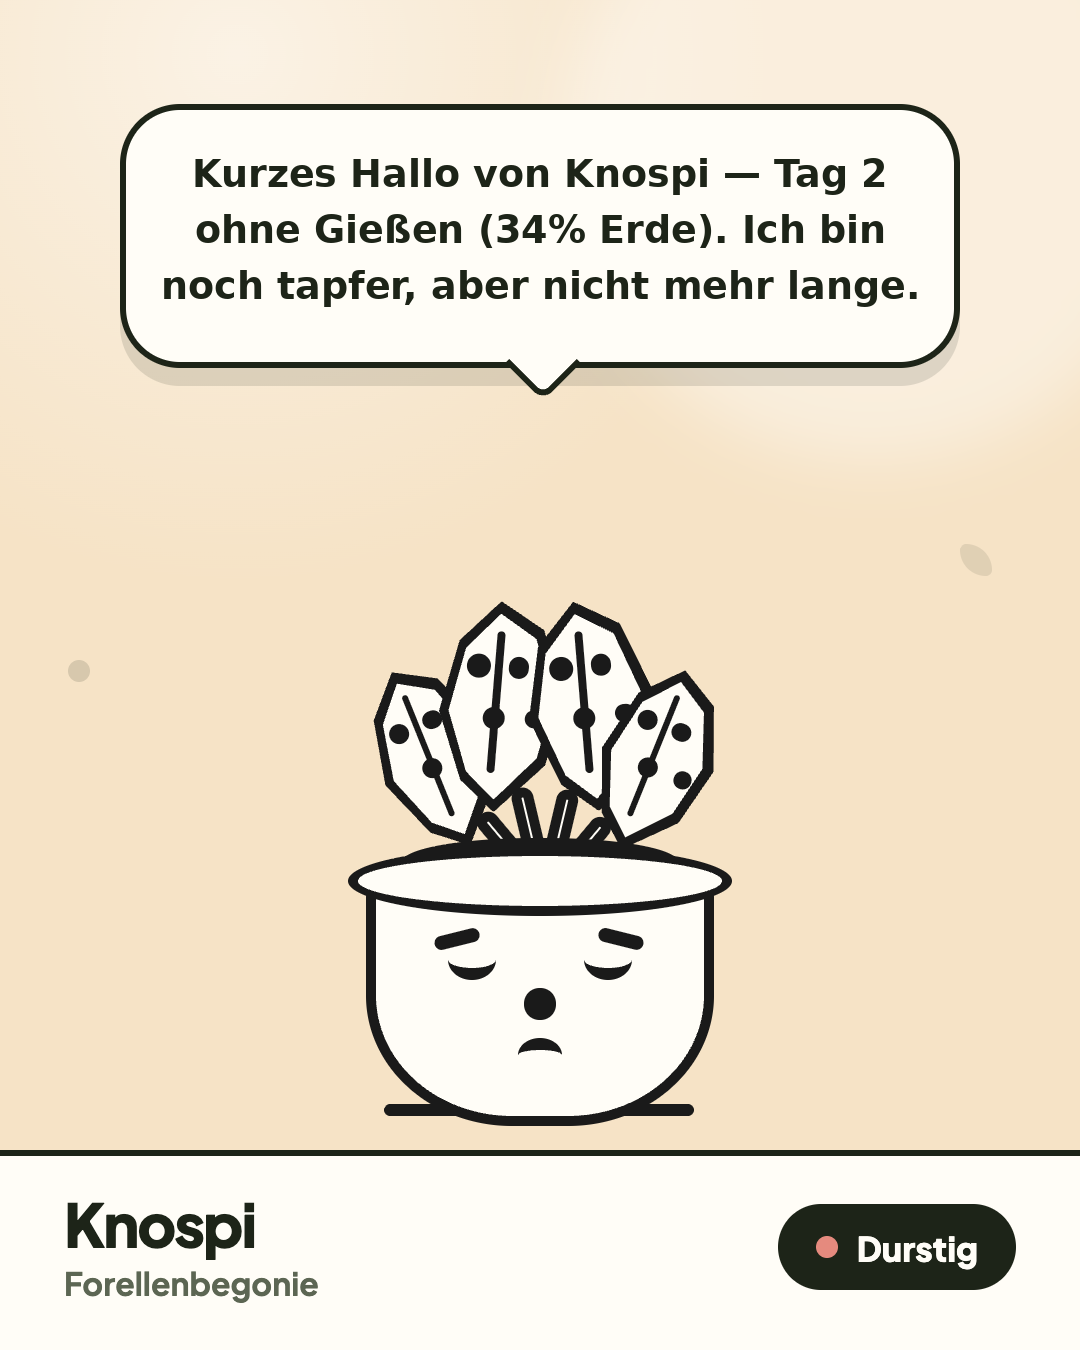 Kurzes Hallo von Knospi — Tag 2
ohne Gießen (34% Erde). Ich bin
noch tapfer, aber nicht mehr lange.
Knospi
Forellenbegonie
Durstig